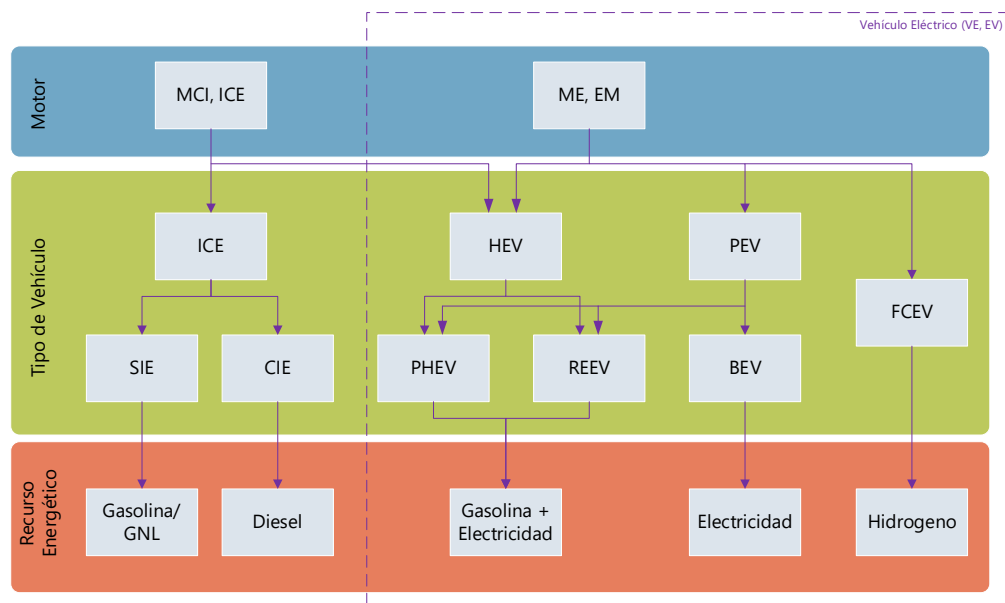 Vehículo Eléctrico (VE, EV)
Motor
MCI, ICE
ME, EM
Tipo de Vehículo
ICE
HEV
PEV
FCEV
SIE
CIE
PHEV
REEV
BEV
Recurso
Energético
Gasolina/
GNL
Diesel
Gasolina +
Electricidad
Electricidad
Hidrogeno